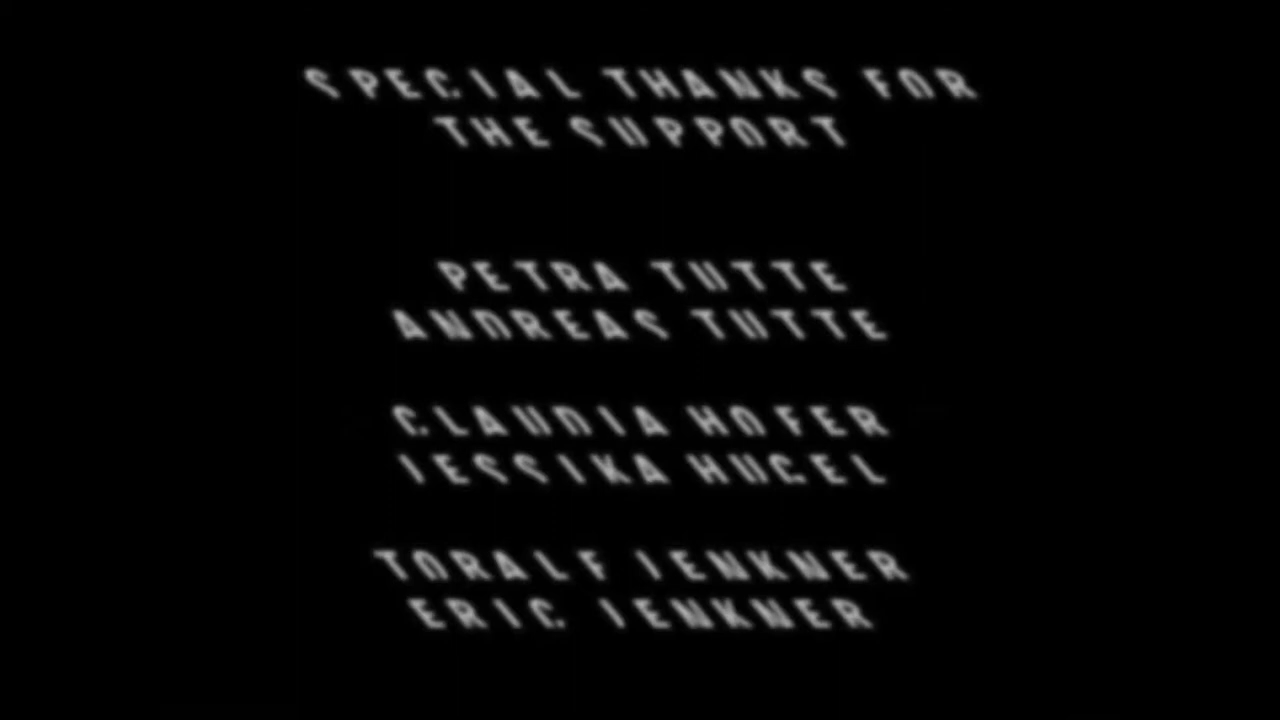 SPECIAL THANKS FOR
THE SUPPORT
PETRA TUTTE
ANDREAS TUTTE
CLAUDIA HOFER
JESSIKA HUGEL
TORALF JENKNER
ERIC JENKNER